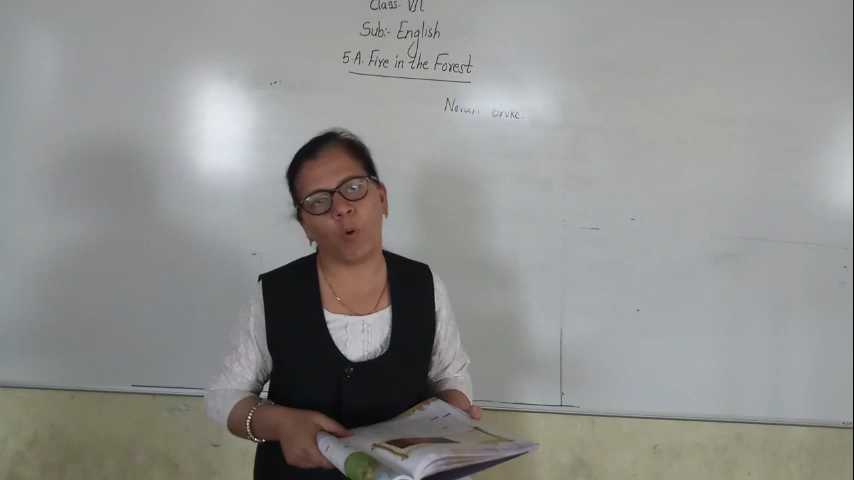 Class- VII
Sub:- English
5.A. Fire in the Forest